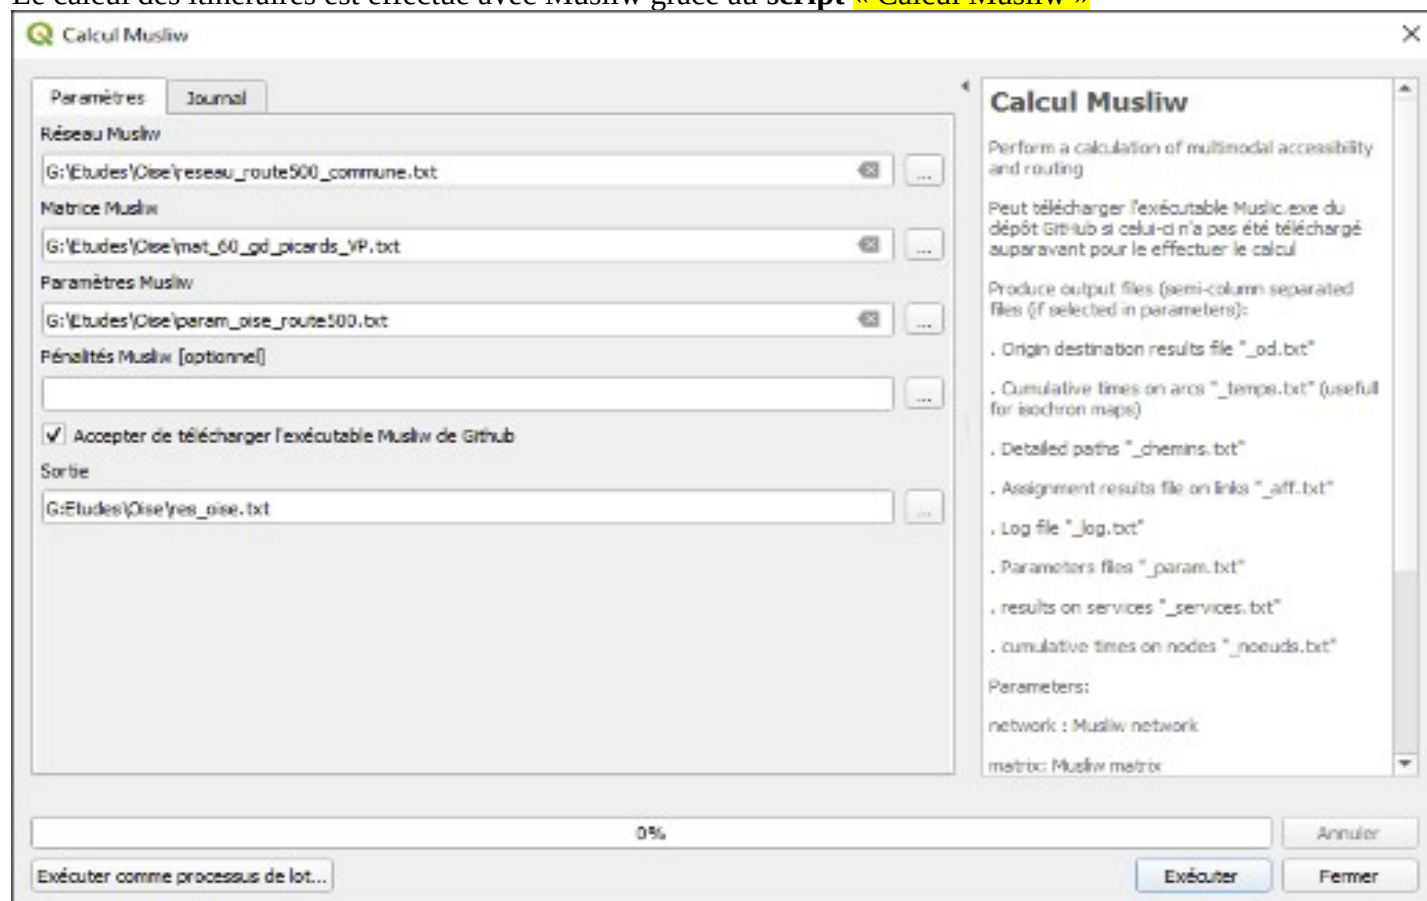 Le calcul des itinéraires est effectué avec Musliw grâce au script « Calcul Musliw »
Calcul Musliw
Paramètres
Journal
Réseau Musliw
G:\Etudes\Oise\reseau_route500_commune.txt
...
Matrice Musliw
G:\Etudes\Oise\mat_60_gd_picards_VP.txt
...
Paramètres Musliw
G:\Etudes\Oise\param_oise_route500.txt
...
Pénalités Musliw [optionnel]
...
Accepter de télécharger l'exécutable Musliw de Github
Sortie
G:Etudes\Oise\res_oise.txt
...
Calcul Musliw
Perform a calculation of multimodal accessibility
and routing
Peut télécharger l'exécutable Muslic.exe du
dépôt GitHub si celui-ci n'a pas été téléchargé
auparavant pour le effectuer le calcul
Produce output files (semi-column separated
files (if selected in parameters):
. Origin destination results file "_od.txt"
. Cumulative times on arcs "_temps.txt" (usefull
for isochron maps)
. Detailed paths "_chemins.txt"
. Assignment results file on links "_aff.txt"
. Log file "_log.txt"
. Parameters files "_param.txt"
. results on services "_services.txt"
. cumulative times on nodes "_noeuds.txt"
Parameters:
network : Musliw network
matrix: Musliw matrix
0%
Annuler
Exécuter comme processus de lot...
Exécuter
Fermer